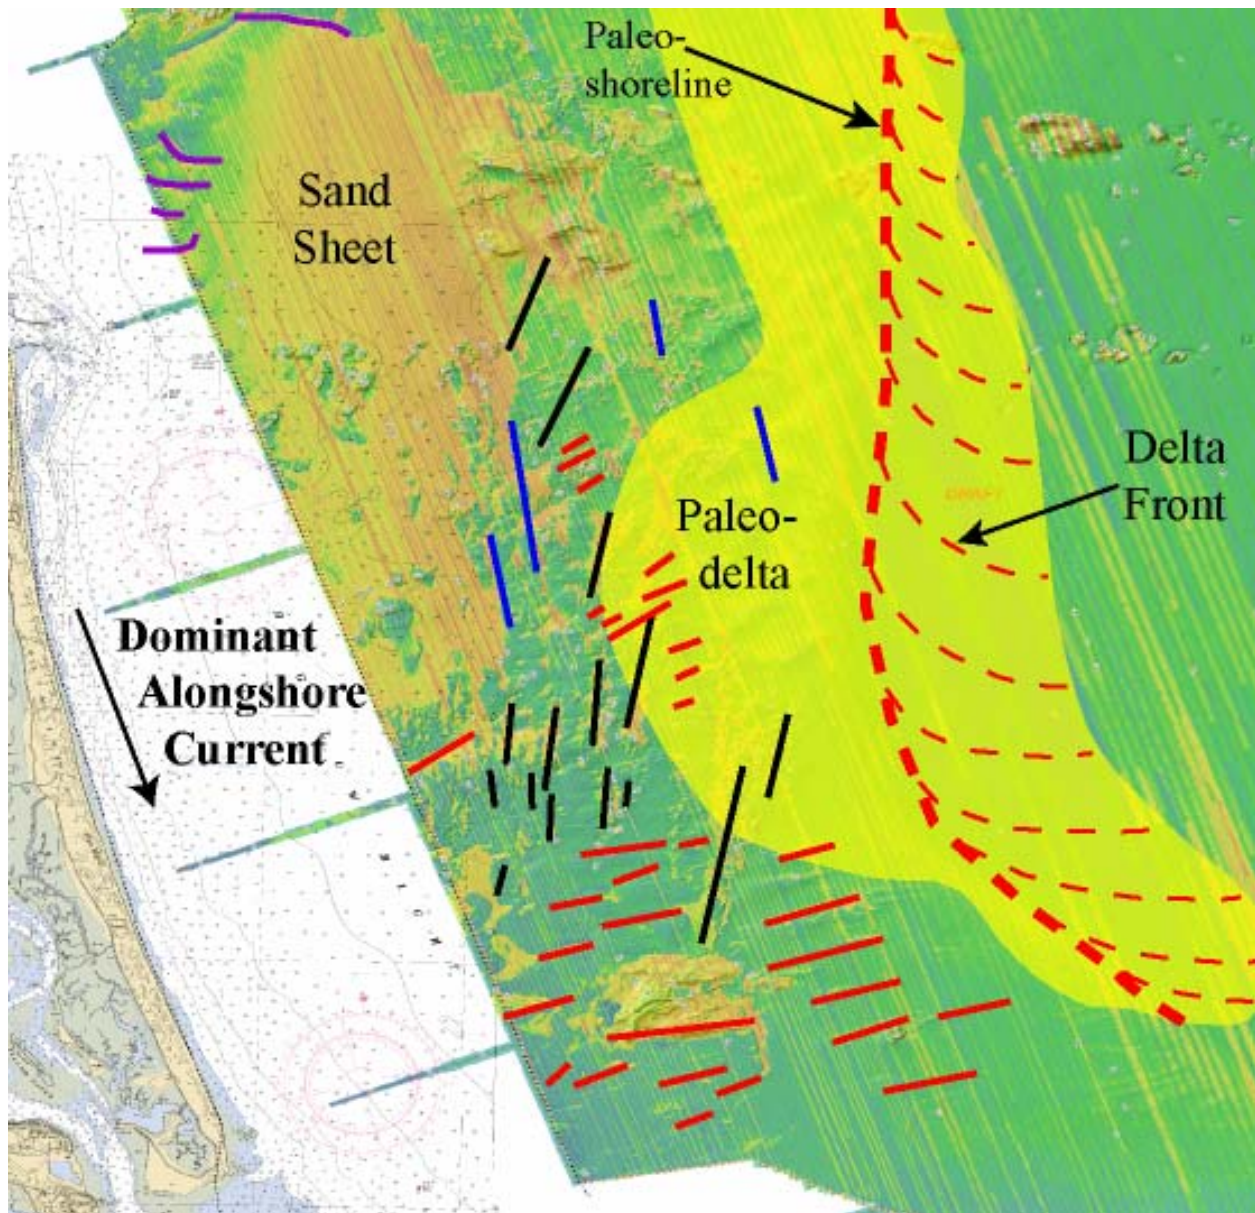 Paleo-
shoreline
Sand
Sheet
Delta
Front
Paleo-
delta
Dominant
Alongshore
Current